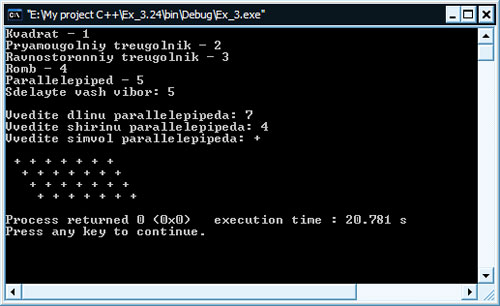 "E:\My project C++\Ex_3.24\bin\Debug\Ex_3.exe"
Kvadrat - 1
Pryamougolniy treugolnik - 2
Ravnostoronniy treugolnik - 3
Romb - 4
Parallelepiped - 5
Sdelayte vash vibor: 5
Vvedite dlinu parallelepipeda: 7
Vvedite shirinu parallelepipeda: 4
Vvedite simvol parallelepipeda: +
+ + + + + + +
+ + + + + + +
+ + + + + + +
+ + + + + + +
Process returned 0 (0x0)   execution time : 20.781 s
Press any key to continue.